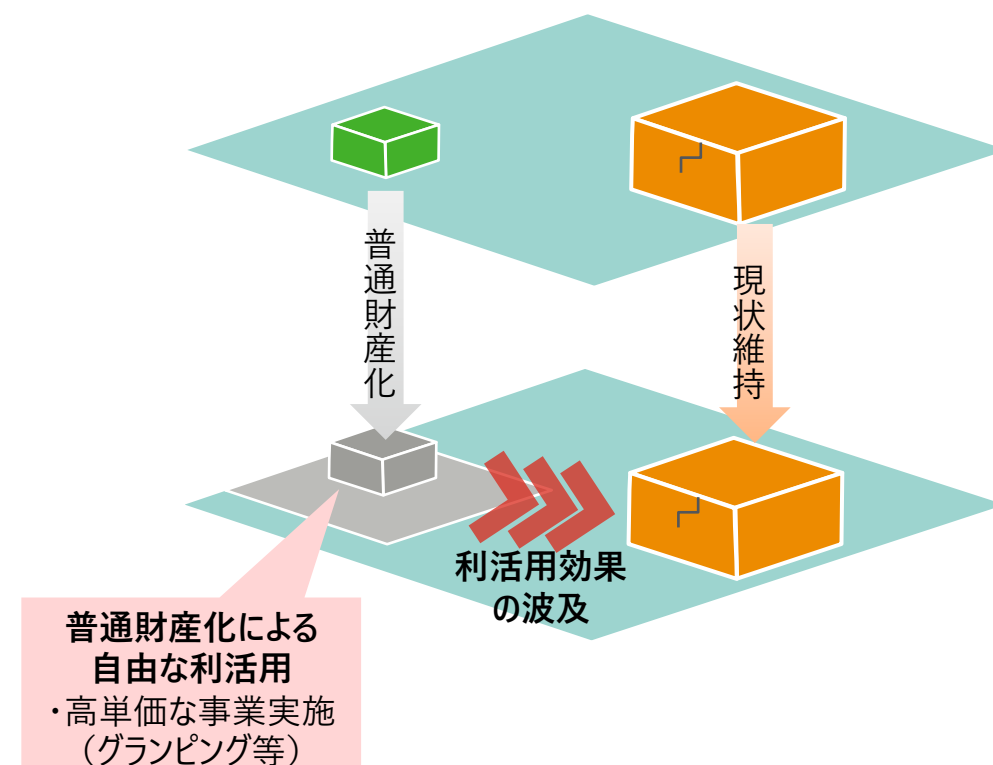 普通財産化
現状維持
利活用効果
の波及
普通財産化による
自由な利活用
・高単価な事業実施
（グランピング等）